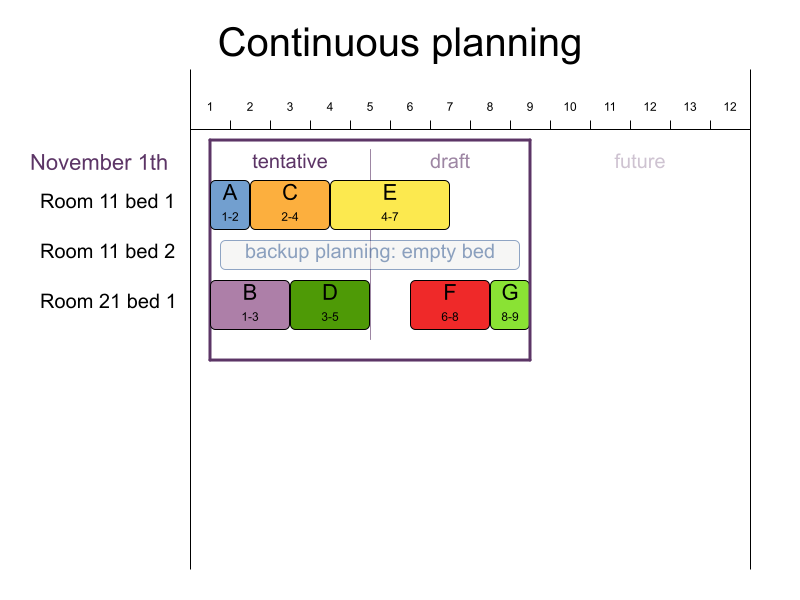 Continuous planning
1 2 3 4 5 6 7 8 9 10 11 12 13 12
November 1th tentative draft future
Room 11 bed 1 A C E
1-2 2-4 4-7
Room 11 bed 2 backup planning: empty bed
Room 21 bed 1 B D F G
1-3 3-5 6-8 8-9